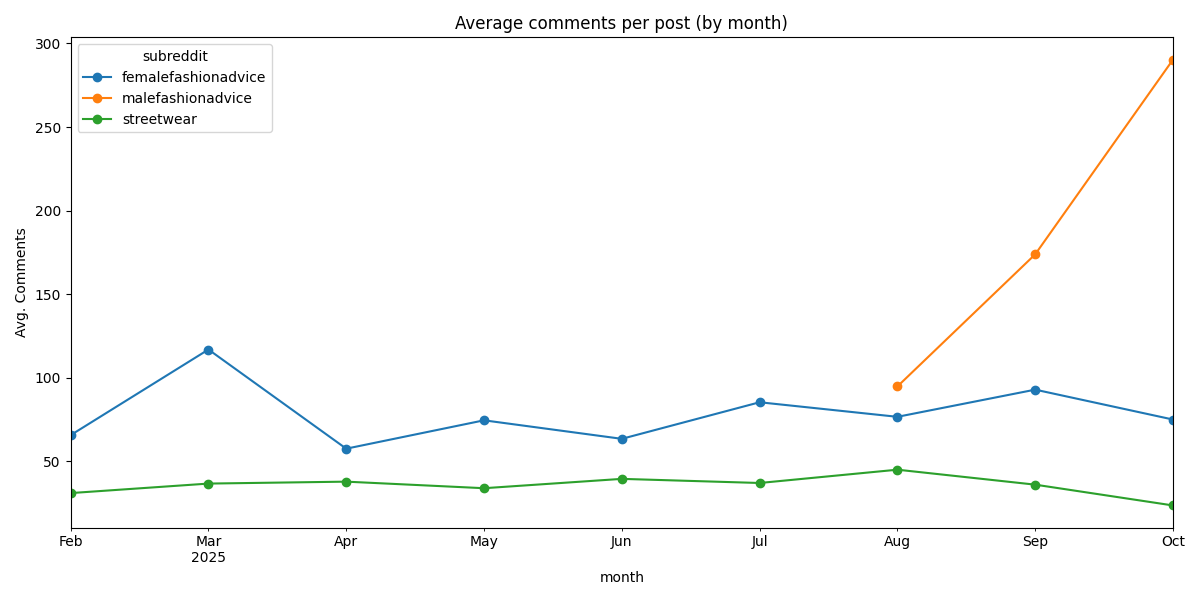 Average comments per post (by month)
subreddit
femalefashionadvice
malefashionadvice
streetwear
300
250
200
150
100
50
Avg. Comments
Feb Mar Apr May Jun Jul Aug Sep Oct
2025
month